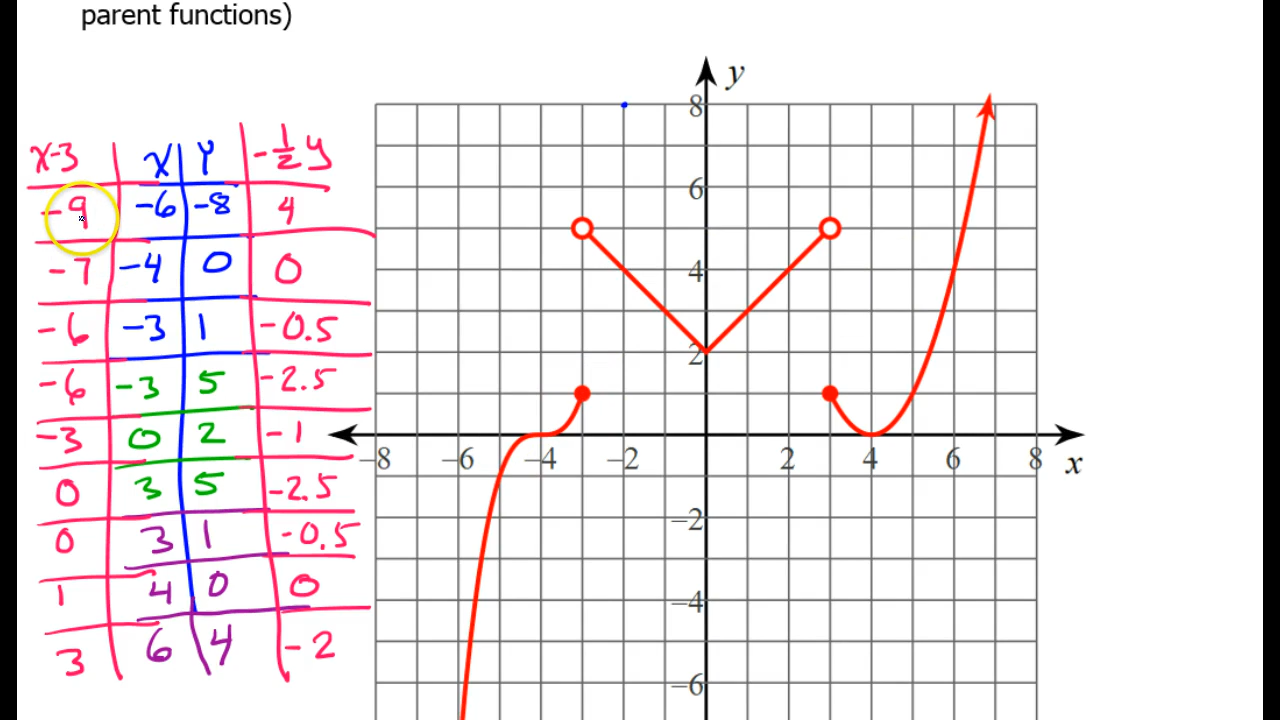 parent functions)
x-3 x y -1/2 y
-9 -6 -8 4
-7 -4 0 0
-6 -3 1 -0.5
-6 -3 5 -2.5
-3 0 2 -1
0 3 5 -2.5
0 3 1 -0.5
1 4 0 0
3 6 4 -2
y
8
6
4
2
-8 -6 -4 -2 2 4 6 8 x
-2
-4
-6